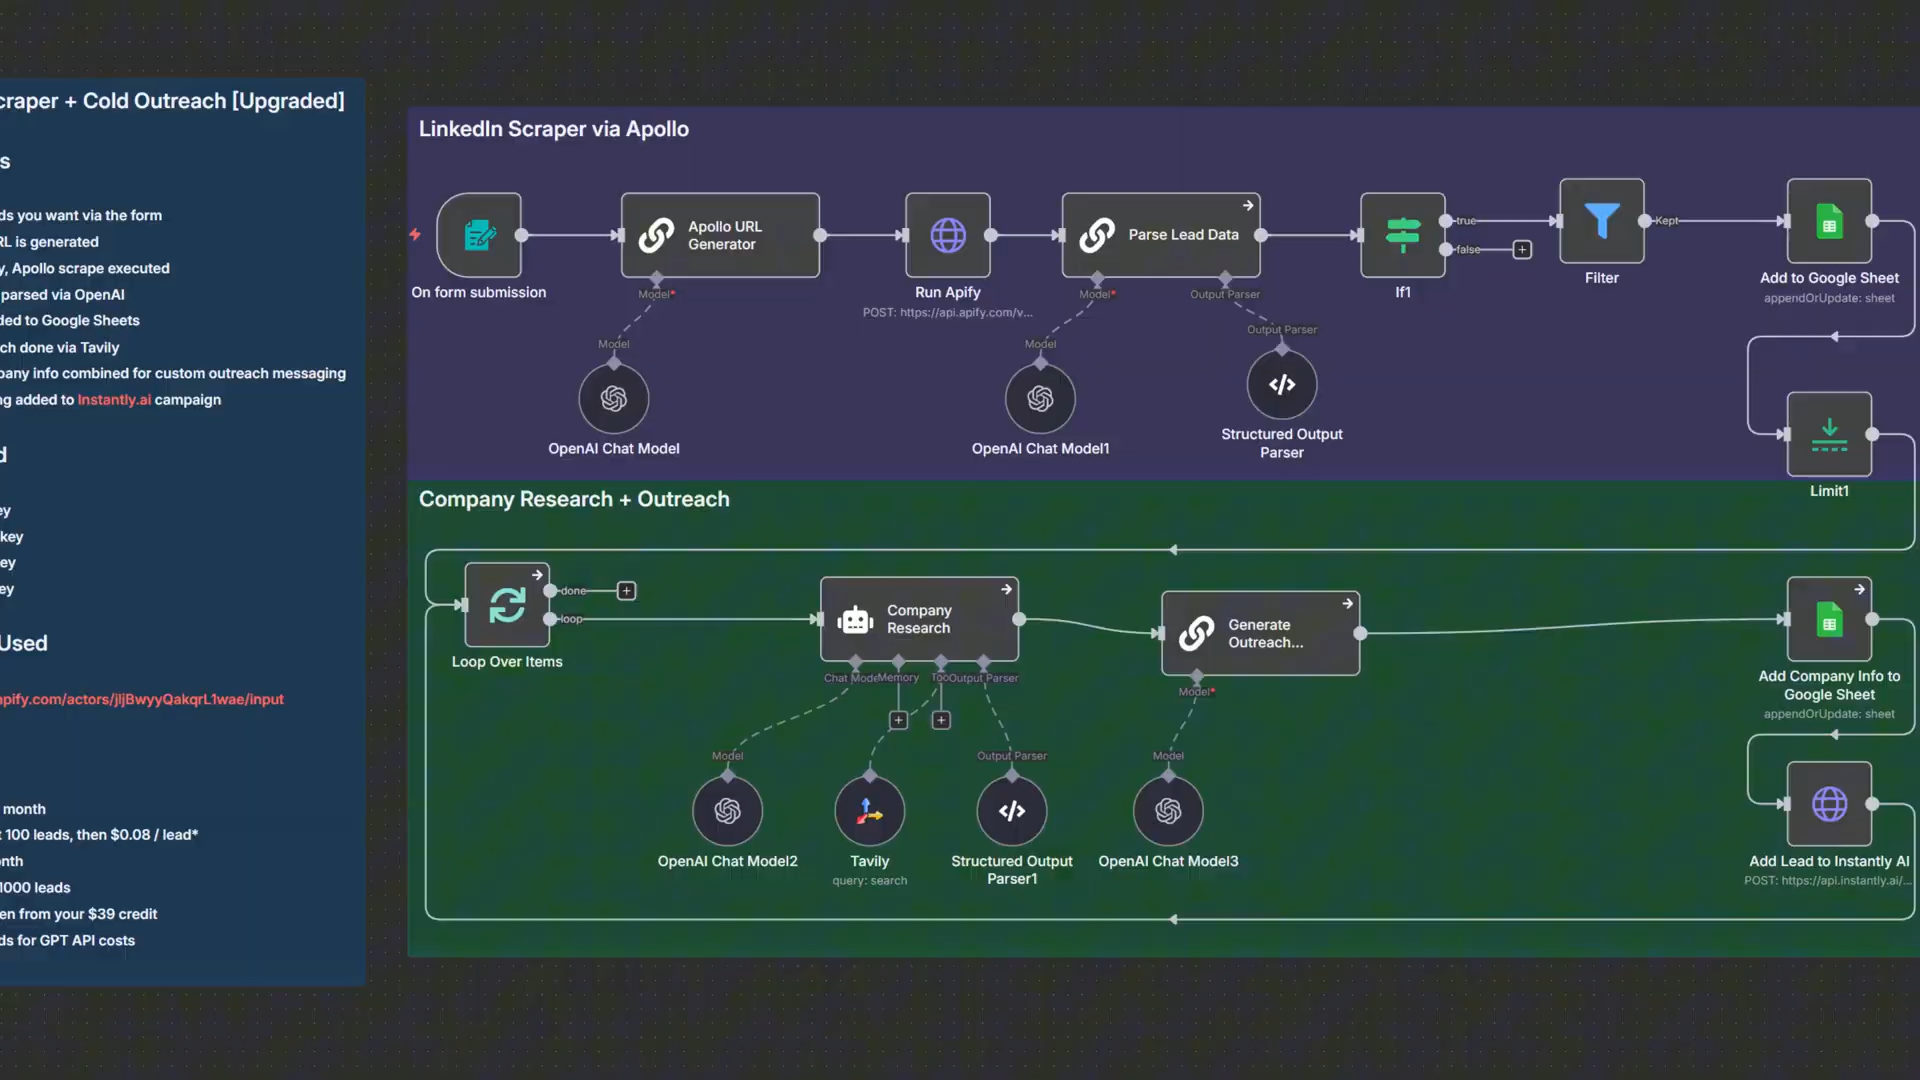 craper + Cold Outreach [Upgraded]
s
ds you want via the form
RL is generated
y, Apollo scrape executed
parsed via OpenAI
ded to Google Sheets
ch done via Tavily
pany info combined for custom outreach messaging
ng added to Instantly.ai campaign
d
ey
key
ey
ey
Used
apify.com/actors/jljBwyyQakqrL1wae/input
month
t 100 leads, then $0.08 / lead*
onth
1000 leads
en from your $39 credit
ds for GPT API costs
LinkedIn Scraper via Apollo
On form submission
Apollo URL
Generator
Model*
Model
OpenAI Chat Model
Run Apify
POST: https://api.apify.com/v...
Parse Lead Data
Model*
Output Parser
Model
OpenAI Chat Model1
Output Parser
Structured Output
Parser
true
false
If1
Kept
Filter
Add to Google Sheet
appendOrUpdate: sheet
Limit1
Company Research + Outreach
done
loop
Loop Over Items
Company
Research
Chat Mode
Memory
Too
Output Parser
Model
OpenAI Chat Model2
Tavily
query: search
Output Parser
Structured Output
Parser1
Generate
Outreach...
Model*
Model
OpenAI Chat Model3
Add Company Info to
Google Sheet
appendOrUpdate: sheet
Add Lead to Instantly AI
POST: https://api.instantly.ai/...